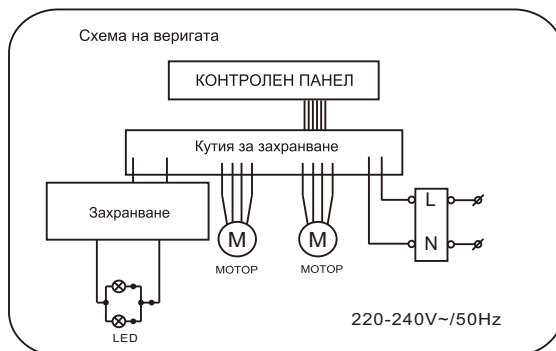 Схема на веригата
КОНТРОЛЕН ПАНЕЛ
Кутия за захранване
Захранване
L
M
M
N
МОТОР
МОТОР
220-240V~/50Hz
LED